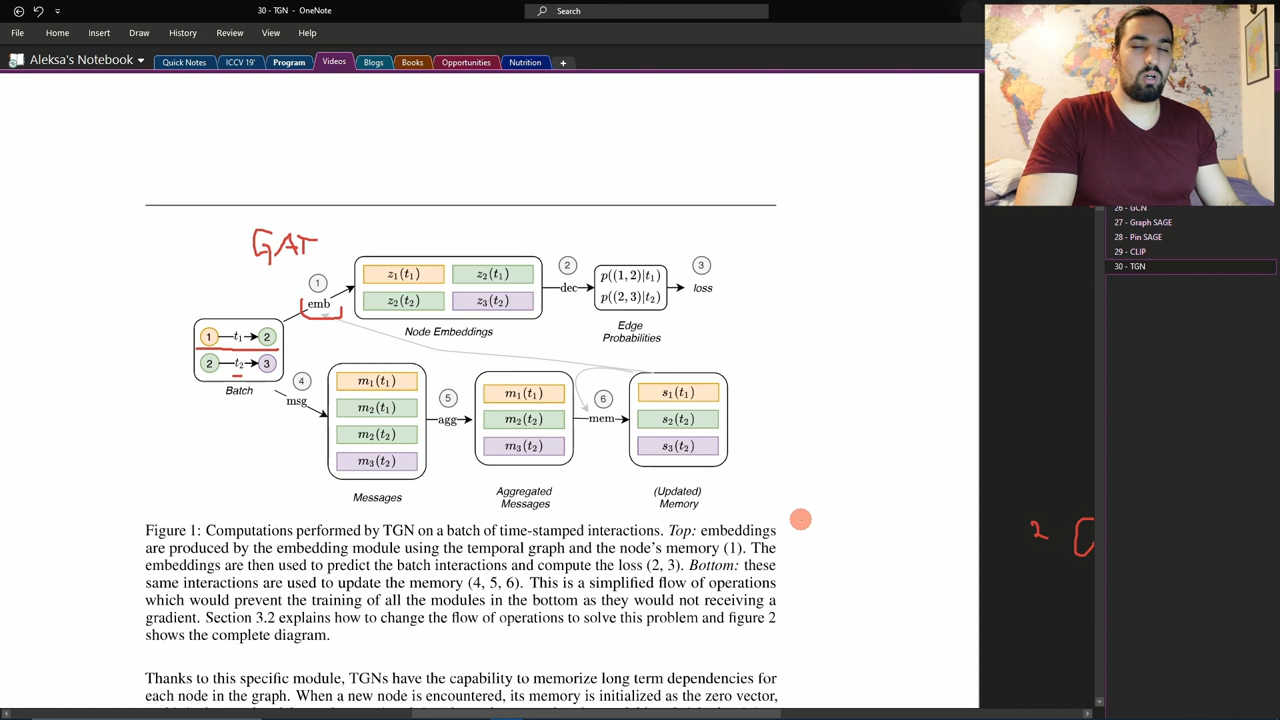 30 - TGN - OneNote
Search
File Home Insert Draw History Review View Help
Aleksa's Notebook
Quick Notes ICCV 19' Program Videos Blogs Books Opportunities Nutrition +
27 - Graph SAGE
28 - Pin SAGE
29 - CLIP
30 - TGN
GAT
1
emb
z₁(t₁) z₂(t₁)
z₂(t₂) z₃(t₂)
Node Embeddings
2
dec
p((1, 2)|t₁)
p((2, 3)|t₂)
Edge
Probabilities
3
loss
1 t₁ 2
2 t₂ 3
Batch
4
msg
m₁(t₁)
m₂(t₁)
m₂(t₂)
m₃(t₂)
Messages
5
agg
m₁(t₁)
m₂(t₂)
m₃(t₂)
Aggregated
Messages
6
mem
s₁(t₁)
s₂(t₂)
s₃(t₂)
(Updated)
Memory
2
Figure 1: Computations performed by TGN on a batch of time-stamped interactions. Top: embeddings
are produced by the embedding module using the temporal graph and the node's memory (1). The
embeddings are then used to predict the batch interactions and compute the loss (2, 3). Bottom: these
same interactions are used to update the memory (4, 5, 6). This is a simplified flow of operations
which would prevent the training of all the modules in the bottom as they would not receiving a
gradient. Section 3.2 explains how to change the flow of operations to solve this problem and figure 2
shows the complete diagram.
Thanks to this specific module, TGNs have the capability to memorize long term dependencies for
each node in the graph. When a new node is encountered, its memory is initialized as the zero vector,